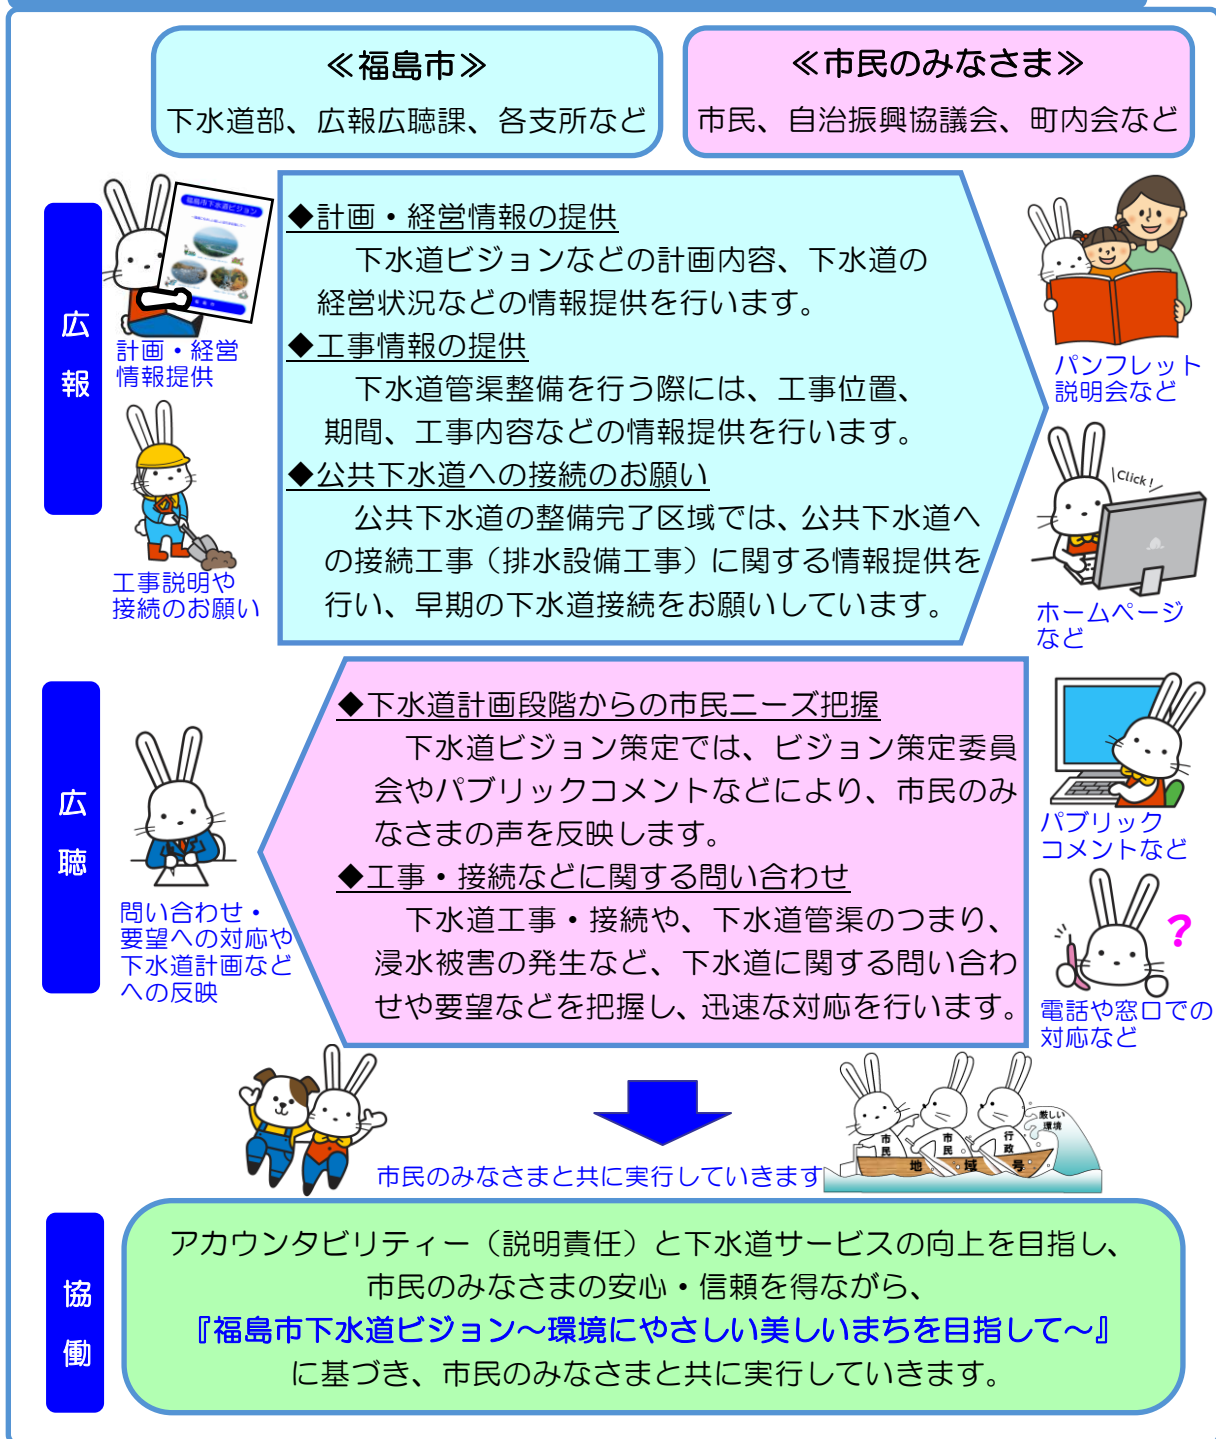 ≪福島市≫
下水道部、広報広聴課、各支所など
≪市民のみなさま≫
市民、自治振興協議会、町内会など
広報
福島市下水道ビジョン
計画・経営
情報提供
工事説明や
接続のお願い
◆計画・経営情報の提供
下水道ビジョンなどの計画内容、下水道の
経営状況などの情報提供を行います。
◆工事情報の提供
下水道管渠整備を行う際には、工事位置、
期間、工事内容などの情報提供を行います。
◆公共下水道への接続のお願い
公共下水道の整備完了区域では、公共下水道へ
の接続工事（排水設備工事）に関する情報提供を
行い、早期の下水道接続をお願いしています。
パンフレット
説明会など
Click!
ホームページ
など
広聴
問い合わせ・
要望への対応や
下水道計画など
への反映
◆下水道計画段階からの市民ニーズ把握
下水道ビジョン策定では、ビジョン策定委員
会やパブリックコメントなどにより、市民のみ
なさまの声を反映します。
◆工事・接続などに関する問い合わせ
下水道工事・接続や、下水道管渠のつまり、
浸水被害の発生など、下水道に関する問い合わ
せや要望などを把握し、迅速な対応を行います。
パブリック
コメントなど
?
電話や窓口での
対応など
市民のみなさまと共に実行していきます
市民
市民
行政
厳しい
環境
地域号
協働
アカウンタビリティー（説明責任）と下水道サービスの向上を目指し、
市民のみなさまの安心・信頼を得ながら、
『福島市下水道ビジョン～環境にやさしい美しいまちを目指して～』
に基づき、市民のみなさまと共に実行していきます。